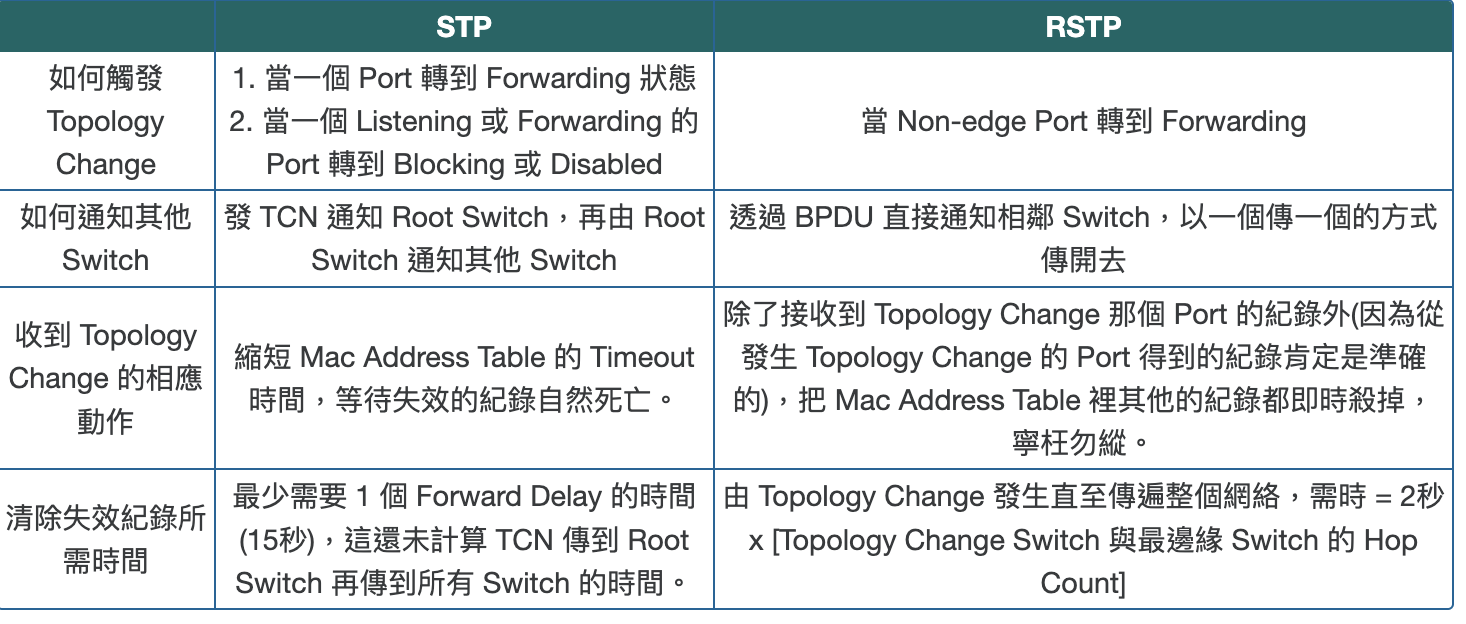 STP
RSTP
如何觸發
Topology
Change
1. 當一個 Port 轉到 Forwarding 狀態
2. 當一個 Listening 或 Forwarding 的
Port 轉到 Blocking 或 Disabled
當 Non-edge Port 轉到 Forwarding
如何通知其他
Switch
發 TCN 通知 Root Switch，再由 Root
Switch 通知其他 Switch
透過 BPDU 直接通知相鄰 Switch，以一個傳一個的方式
傳開去
收到 Topology
Change 的相應
動作
縮短 Mac Address Table 的 Timeout
時間，等待失效的紀錄自然死亡。
除了接收到 Topology Change 那個 Port 的紀錄外(因為從
發生 Topology Change 的 Port 得到的紀錄肯定是準確
的)，把 Mac Address Table 裡其他的紀錄都即時殺掉，
寧枉勿縱。
清除失效紀錄所
需時間
最少需要 1 個 Forward Delay 的時間
(15秒)，這還未計算 TCN 傳到 Root
Switch 再傳到所有 Switch 的時間。
由 Topology Change 發生直至傳遍整個網絡，需時 = 2秒
x [Topology Change Switch 與最邊緣 Switch 的 Hop
Count]